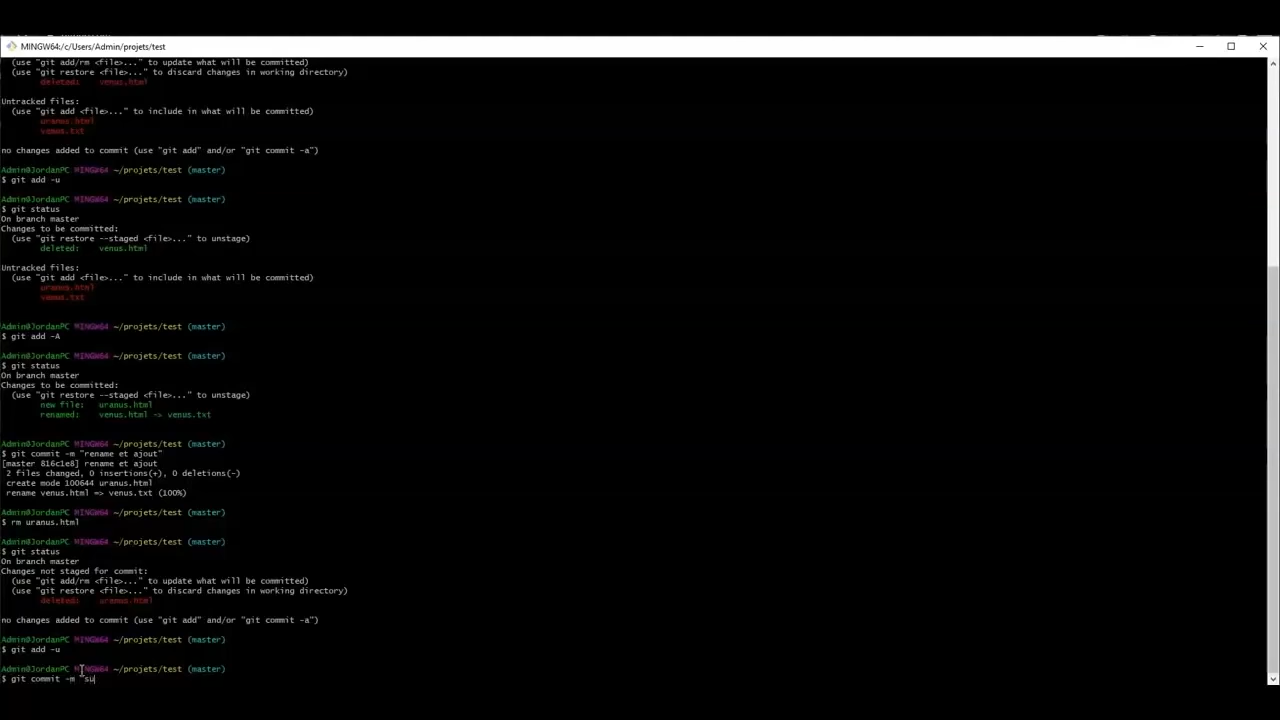 MINGW64:/c/Users/Admin/projets/test
(use "git add/rm <file>..." to update what will be committed)
(use "git restore <file>..." to discard changes in working directory)
deleted:    venus.html
Untracked files:
(use "git add <file>..." to include in what will be committed)
uranus.html
venus.txt
no changes added to commit (use "git add" and/or "git commit -a")
Admin@JordanPC MINGW64 ~/projets/test (master)
$ git add -u
Admin@JordanPC MINGW64 ~/projets/test (master)
$ git status
On branch master
Changes to be committed:
(use "git restore --staged <file>..." to unstage)
deleted:    venus.html
Untracked files:
(use "git add <file>..." to include in what will be committed)
uranus.html
venus.txt
Admin@JordanPC MINGW64 ~/projets/test (master)
$ git add -A
Admin@JordanPC MINGW64 ~/projets/test (master)
$ git status
On branch master
Changes to be committed:
(use "git restore --staged <file>..." to unstage)
new file:   uranus.html
renamed:    venus.html -> venus.txt
Admin@JordanPC MINGW64 ~/projets/test (master)
$ git commit -m "rename et ajout"
[master 816c1e8] rename et ajout
2 files changed, 0 insertions(+), 0 deletions(-)
create mode 100644 uranus.html
rename venus.html => venus.txt (100%)
Admin@JordanPC MINGW64 ~/projets/test (master)
$ rm uranus.html
Admin@JordanPC MINGW64 ~/projets/test (master)
$ git status
On branch master
Changes not staged for commit:
(use "git add/rm <file>..." to update what will be committed)
(use "git restore <file>..." to discard changes in working directory)
deleted:    uranus.html
no changes added to commit (use "git add" and/or "git commit -a")
Admin@JordanPC MINGW64 ~/projets/test (master)
$ git add -u
Admin@JordanPC MINGW64 ~/projets/test (master)
$ git commit -m "su